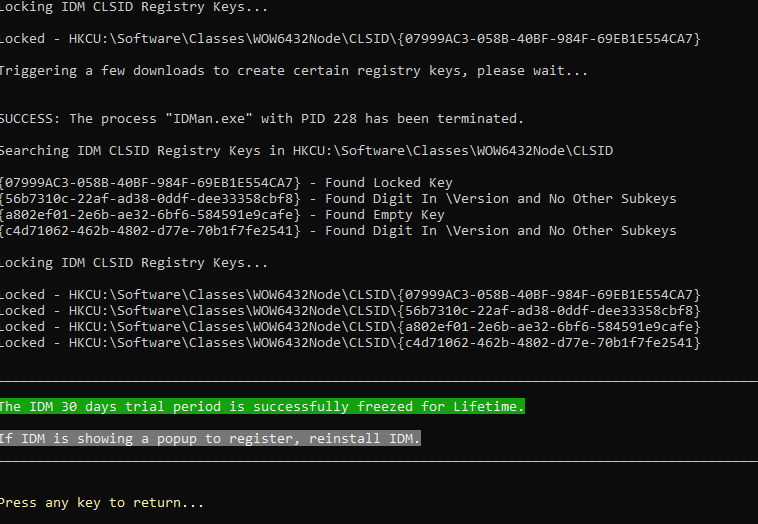 Locking IDM CLSID Registry Keys...
Locked - HKCU:\Software\Classes\WOW6432Node\CLSID\{07999AC3-058B-40BF-984F-69EB1E554CA7}
Triggering a few downloads to create certain registry keys, please wait...
SUCCESS: The process "IDMan.exe" with PID 228 has been terminated.
Searching IDM CLSID Registry Keys in HKCU:\Software\Classes\WOW6432Node\CLSID
{07999AC3-058B-40BF-984F-69EB1E554CA7} - Found Locked Key
{56b7310c-22af-ad38-0ddf-dee33358cbf8} - Found Digit In \Version and No Other Subkeys
{a802ef01-2e6b-ae32-6bf6-584591e9cafe} - Found Empty Key
{c4d71062-462b-4802-d77e-70b1f7fe2541} - Found Digit In \Version and No Other Subkeys
Locking IDM CLSID Registry Keys...
Locked - HKCU:\Software\Classes\WOW6432Node\CLSID\{07999AC3-058B-40BF-984F-69EB1E554CA7}
Locked - HKCU:\Software\Classes\WOW6432Node\CLSID\{56b7310c-22af-ad38-0ddf-dee33358cbf8}
Locked - HKCU:\Software\Classes\WOW6432Node\CLSID\{a802ef01-2e6b-ae32-6bf6-584591e9cafe}
Locked - HKCU:\Software\Classes\WOW6432Node\CLSID\{c4d71062-462b-4802-d77e-70b1f7fe2541}
The IDM 30 days trial period is successfully freezed for Lifetime.
If IDM is showing a popup to register, reinstall IDM.
Press any key to return...